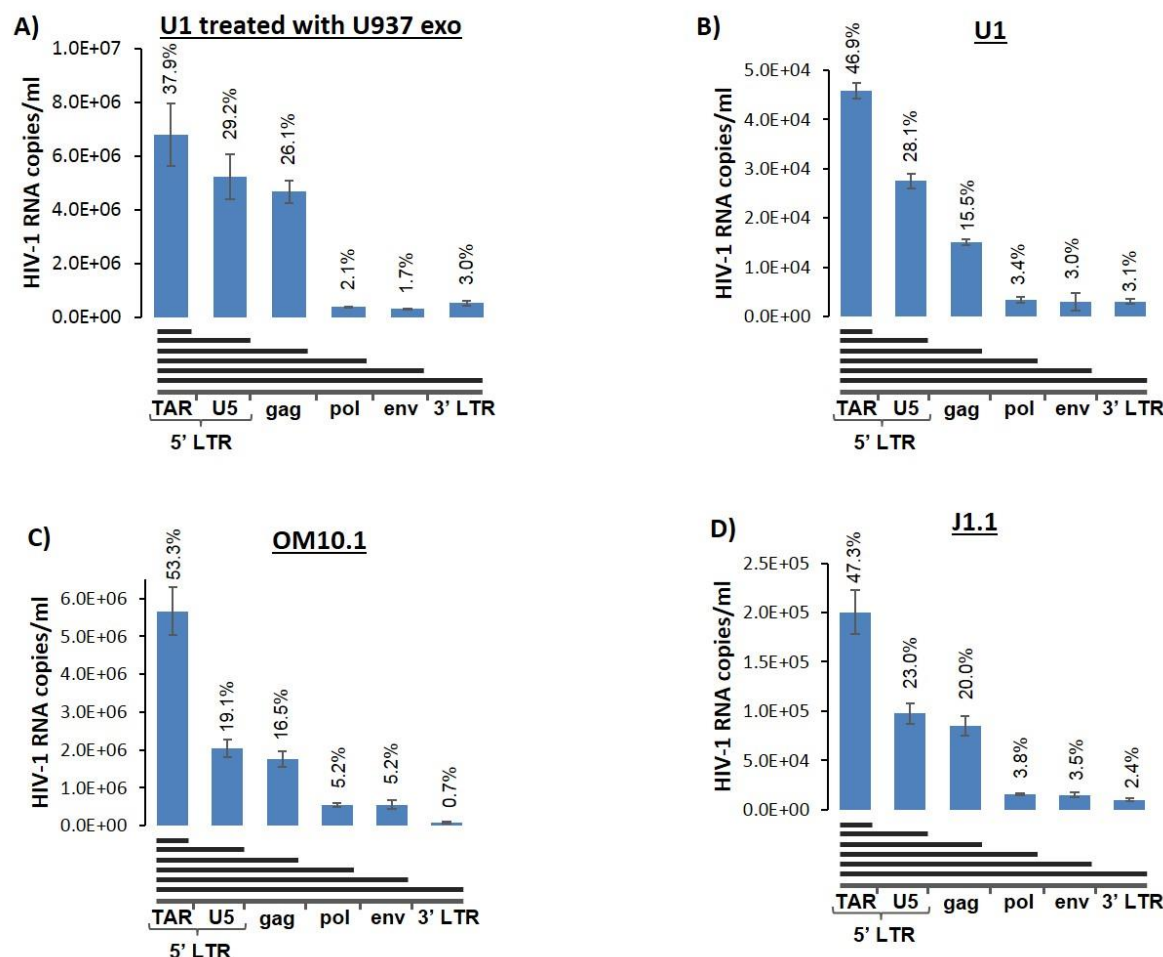 A)
U1 treated with U937 exo
HIV-1 RNA copies/ml
1.0E+07
8.0E+06
6.0E+06
4.0E+06
2.0E+06
0.0E+00
37.9%
29.2%
26.1%
2.1%
1.7%
3.0%
TAR U5 gag pol env 3’ LTR
5’ LTR
B)
U1
HIV-1 RNA copies/ml
5.0E+04
4.0E+04
3.0E+04
2.0E+04
1.0E+04
0.0E+00
46.9%
28.1%
15.5%
3.4%
3.0%
3.1%
TAR U5 gag pol env 3’ LTR
5’ LTR
C)
OM10.1
HIV-1 RNA copies/ml
6.0E+06
5.0E+06
4.0E+06
3.0E+06
2.0E+06
1.0E+06
0.0E+00
53.3%
19.1%
16.5%
5.2%
5.2%
0.7%
TAR U5 gag pol env 3’ LTR
5’ LTR
D)
J1.1
HIV-1 RNA copies/ml
2.5E+05
2.0E+05
1.5E+05
1.0E+05
5.0E+04
0.0E+00
47.3%
23.0%
20.0%
3.8%
3.5%
2.4%
TAR U5 gag pol env 3’ LTR
5’ LTR